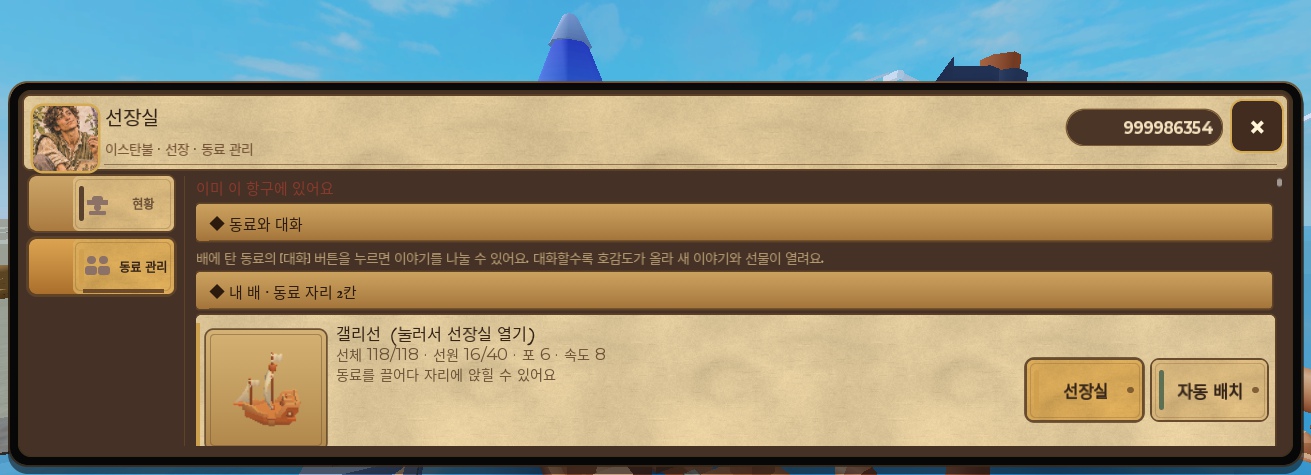 선장실
이스탄불 · 선장 · 동료 관리
999986354
현황
동료 관리
이미 이 항구에 있어요
◆ 동료와 대화
배에 탄 동료의 [대화] 버튼을 누르면 이야기를 나눌 수 있어요. 대화할수록 호감도가 올라 새 이야기와 선물이 열려요.
◆ 내 배 · 동료 자리 2칸
갤리선 (눌러서 선장실 열기)
선체 118/118 · 선원 16/40 · 포 6 · 속도 8
동료를 끌어다 자리에 앉힐 수 있어요
선장실
자동 배치